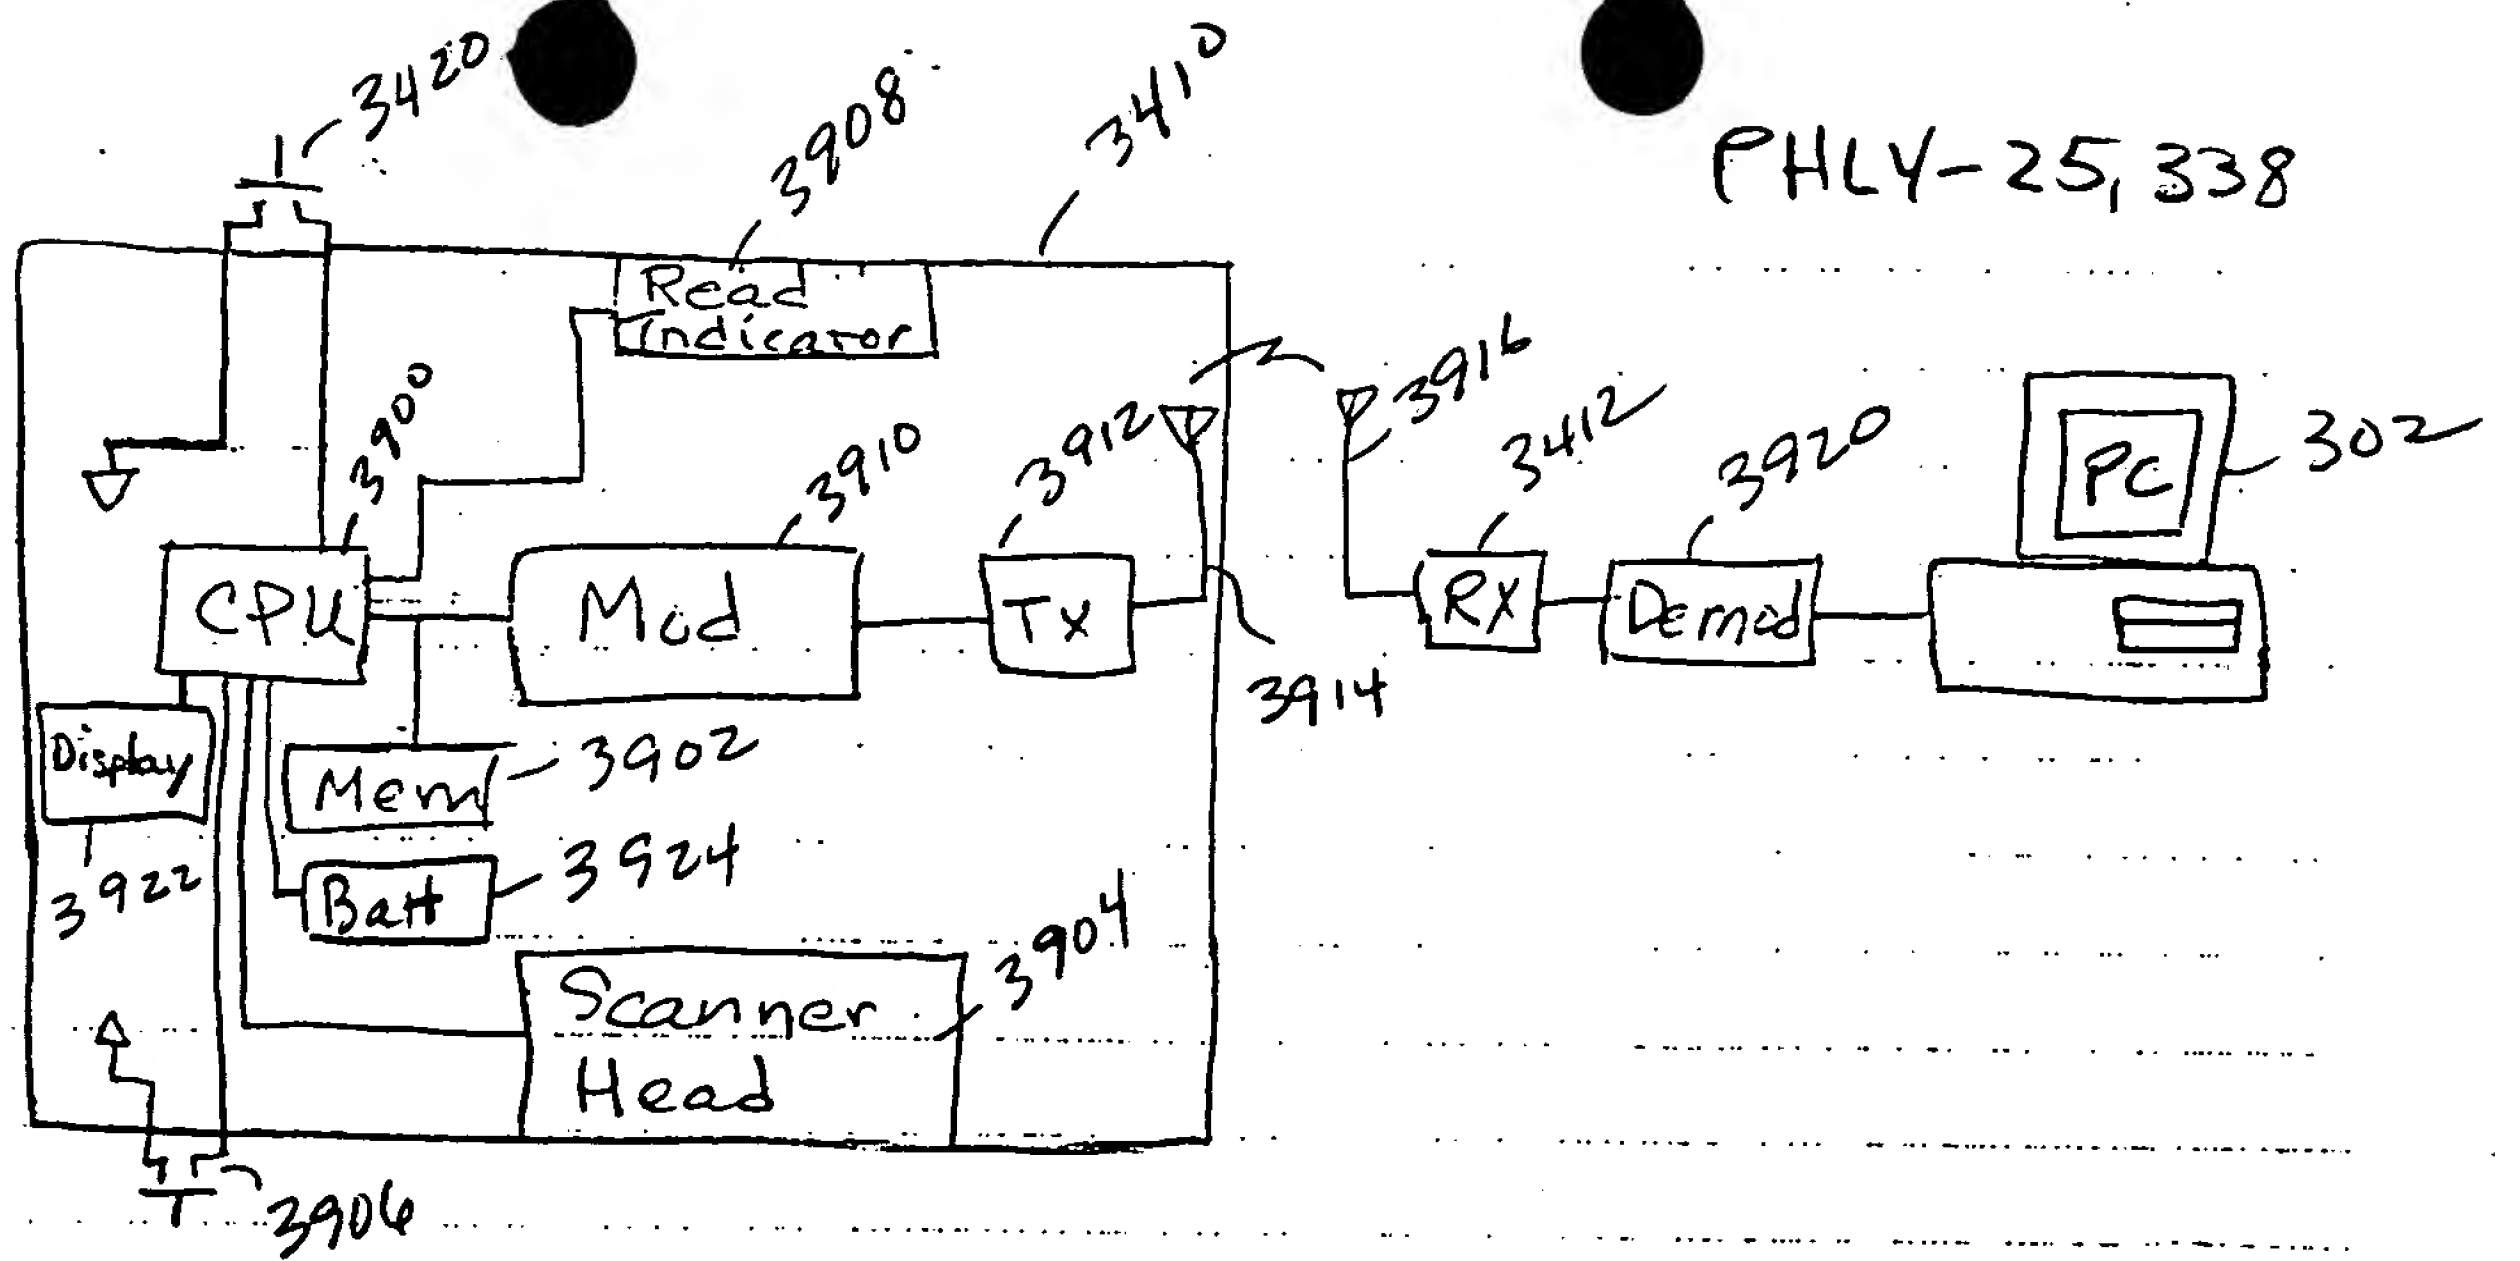 3420
3908
3410
PHLY-25,338
Read
Indicator
3900
3910
3912
3916
3412
3920
PC
302
CPU
Mod
TX
RX
Demod
3914
Display
Mem
3902
3922
Batt
3924
Scanner
Head
3904
3906